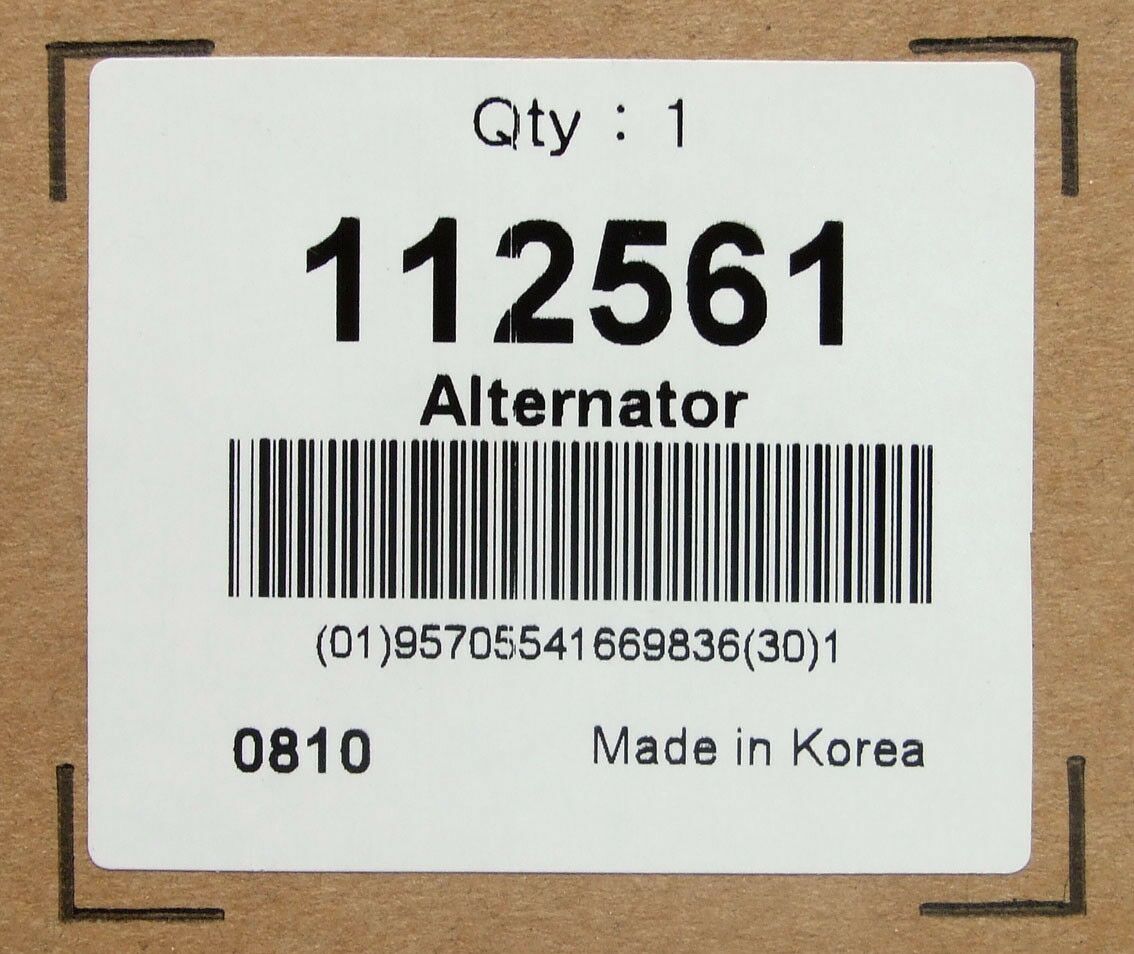 Qty : 1
112561
Alternator
(01)95705541669836(30)1
0810
Made in Korea